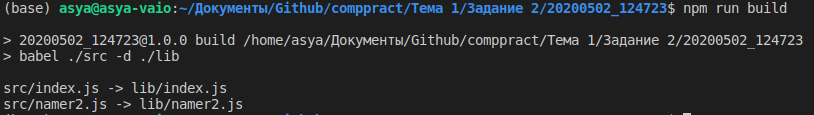 (base) asya@asya-vaio:~/Документы/Github/comppract/Тема 1/Задание 2/20200502_124723$ npm run build
> 20200502_124723@1.0.0 build /home/asya/Документы/Github/comppract/Тема 1/Задание 2/20200502_124723
> babel ./src -d ./lib
src/index.js -> lib/index.js
src/namer2.js -> lib/namer2.js